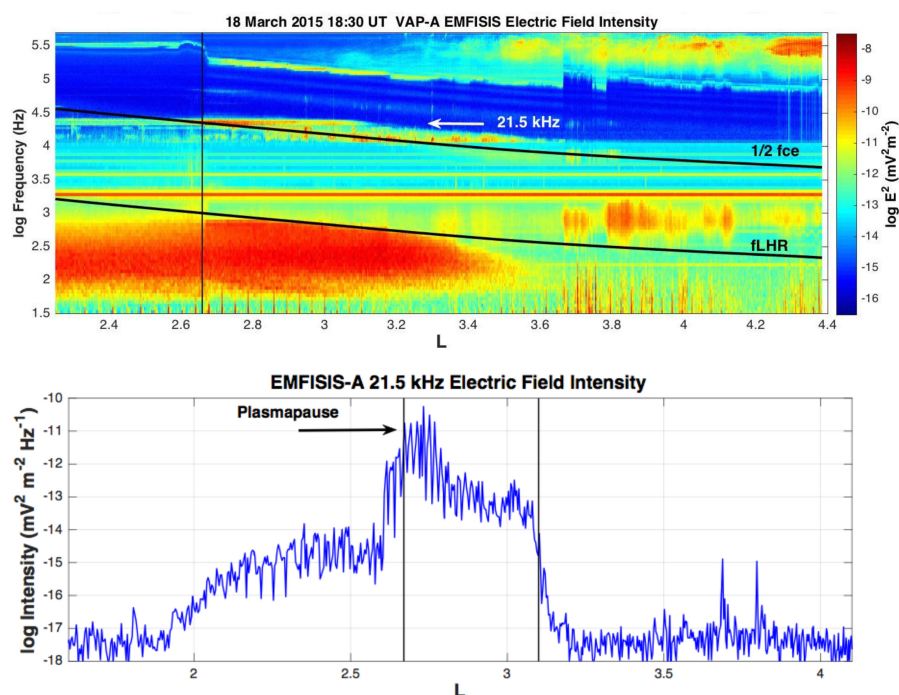 18 March 2015 18:30 UT VAP-A EMFISIS Electric Field Intensity
log Frequency (Hz)
5.5
5
4.5
4
3.5
3
2.5
2
1.5
21.5 kHz
1/2 fce
fLHR
2.4 2.6 2.8 3 3.2 3.4 3.6 3.8 4 4.2 4.4
L
-8
-9
-10
-11
-12
-13
-14
-15
-16
log E² (mV²m⁻²)
EMFISIS-A 21.5 kHz Electric Field Intensity
log Intensity (mV² m⁻² Hz⁻¹)
-10
-11
-12
-13
-14
-15
-16
-17
-18
Plasmapause
2 2.5 3 3.5 4
L